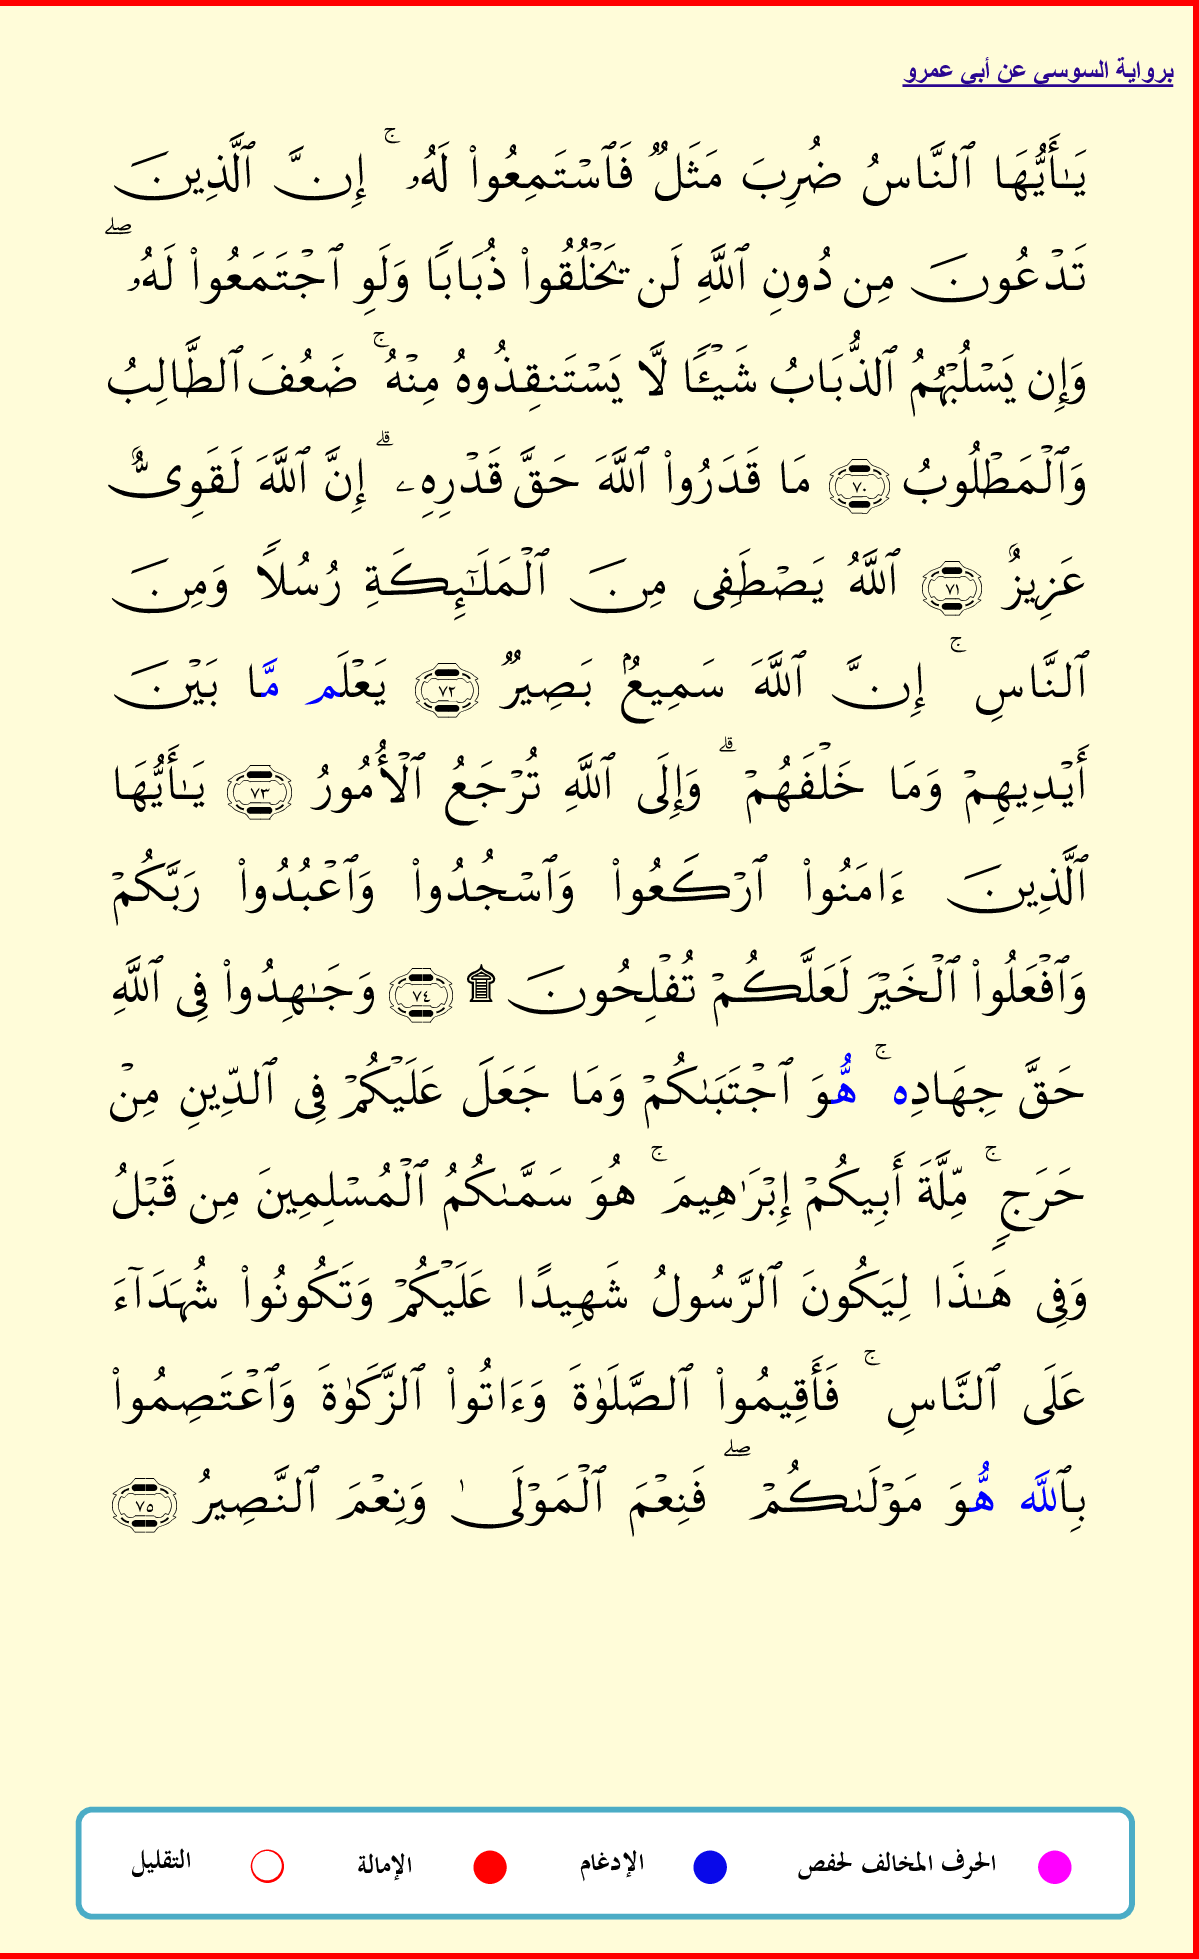 برواية السوسي عن أبي عمرو
يَـٰٓأَيُّهَا ٱلنَّاسُ ضُرِبَ مَثَلٌ فَٱسْتَمِعُوا۟ لَهُۥ ۚ إِنَّ ٱلَّذِينَ
تَدْعُونَ مِن دُونِ ٱللَّهِ لَن يَخْلُقُوا۟ ذُبَابًا وَلَوِ ٱجْتَمَعُوا۟ لَهُۥ ۖ
وَإِن يَسْلُبْهُمُ ٱلذُّبَابُ شَيْـًٔا لَّا يَسْتَنقِذُوهُ مِنْهُ ۚ ضَعُفَ ٱلطَّالِبُ
وَٱلْمَطْلُوبُ ٧٠ مَا قَدَرُوا۟ ٱللَّهَ حَقَّ قَدْرِهِۦ ۗ إِنَّ ٱللَّهَ لَقَوِىٌّ
عَزِيزٌ ٧١ ٱللَّهُ يَصْطَفِى مِنَ ٱلْمَلَـٰٓئِكَةِ رُسُلًا وَمِنَ
ٱلنَّاسِ ۚ إِنَّ ٱللَّهَ سَمِيعٌۢ بَصِيرٌ ٧٢ يَعْلَم مَّا بَيْنَ
أَيْدِيهِمْ وَمَا خَلْفَهُمْ ۗ وَإِلَى ٱللَّهِ تُرْجَعُ ٱلْأُمُورُ ٧٣ يَـٰٓأَيُّهَا
ٱلَّذِينَ ءَامَنُوا۟ ٱرْكَعُوا۟ وَٱسْجُدُوا۟ وَٱعْبُدُوا۟ رَبَّكُمْ
وَٱفْعَلُوا۟ ٱلْخَيْرَ لَعَلَّكُمْ تُفْلِحُونَ ۩ ٧٤ وَجَـٰهِدُوا۟ فِى ٱللَّهِ
حَقَّ جِهَادِه ۚ هُّوَ ٱجْتَبَىٰكُمْ وَمَا جَعَلَ عَلَيْكُمْ فِى ٱلدِّينِ مِنْ
حَرَجٍ ۚ مِّلَّةَ أَبِيكُمْ إِبْرَٰهِيمَ ۚ هُوَ سَمَّىٰكُمُ ٱلْمُسْلِمِينَ مِن قَبْلُ
وَفِى هَـٰذَا لِيَكُونَ ٱلرَّسُولُ شَهِيدًا عَلَيْكُمْ وَتَكُونُوا۟ شُهَدَآءَ
عَلَى ٱلنَّاسِ ۚ فَأَقِيمُوا۟ ٱلصَّلَوٰةَ وَءَاتُوا۟ ٱلزَّكَوٰةَ وَٱعْتَصِمُوا۟
بِٱللَّه هُّوَ مَوْلَىٰكُمْ ۖ فَنِعْمَ ٱلْمَوْلَىٰ وَنِعْمَ ٱلنَّصِيرُ ٧٥
الحرف المخالف لحفص الإدغام الإمالة التقليل